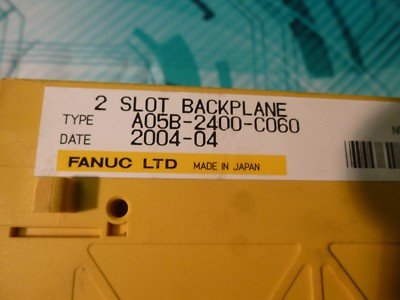 2 SLOT BACKPLANE
TYPE A05B-2400-C060
DATE 2004-04
FANUC LTD MADE IN JAPAN